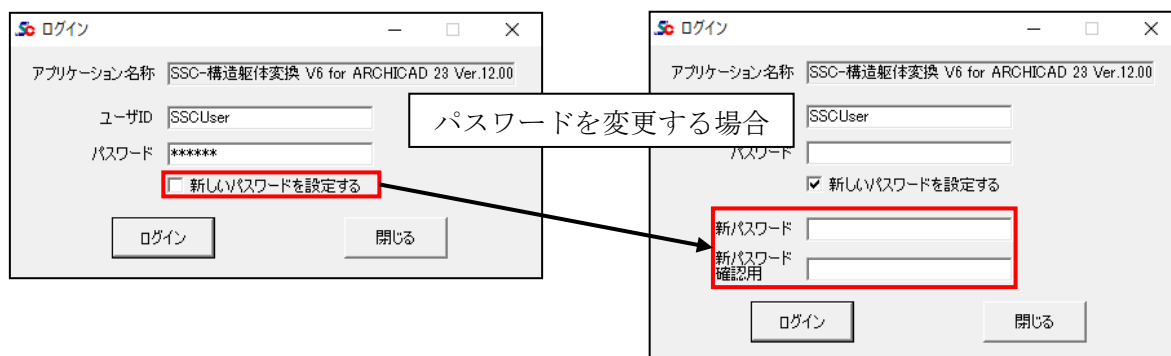 Sc ログイン
アプリケーション名称 SSC-構造躯体変換 V6 for ARCHICAD 23 Ver.12.00
ユーザID SSCUser
パスワード ******
新しいパスワードを設定する
ログイン 閉じる
パスワードを変更する場合
Sc ログイン
アプリケーション名称 SSC-構造躯体変換 V6 for ARCHICAD 23 Ver.12.00
SSCUser
パスワード
新しいパスワードを設定する
新パスワード
新パスワード
確認用
ログイン 閉じる